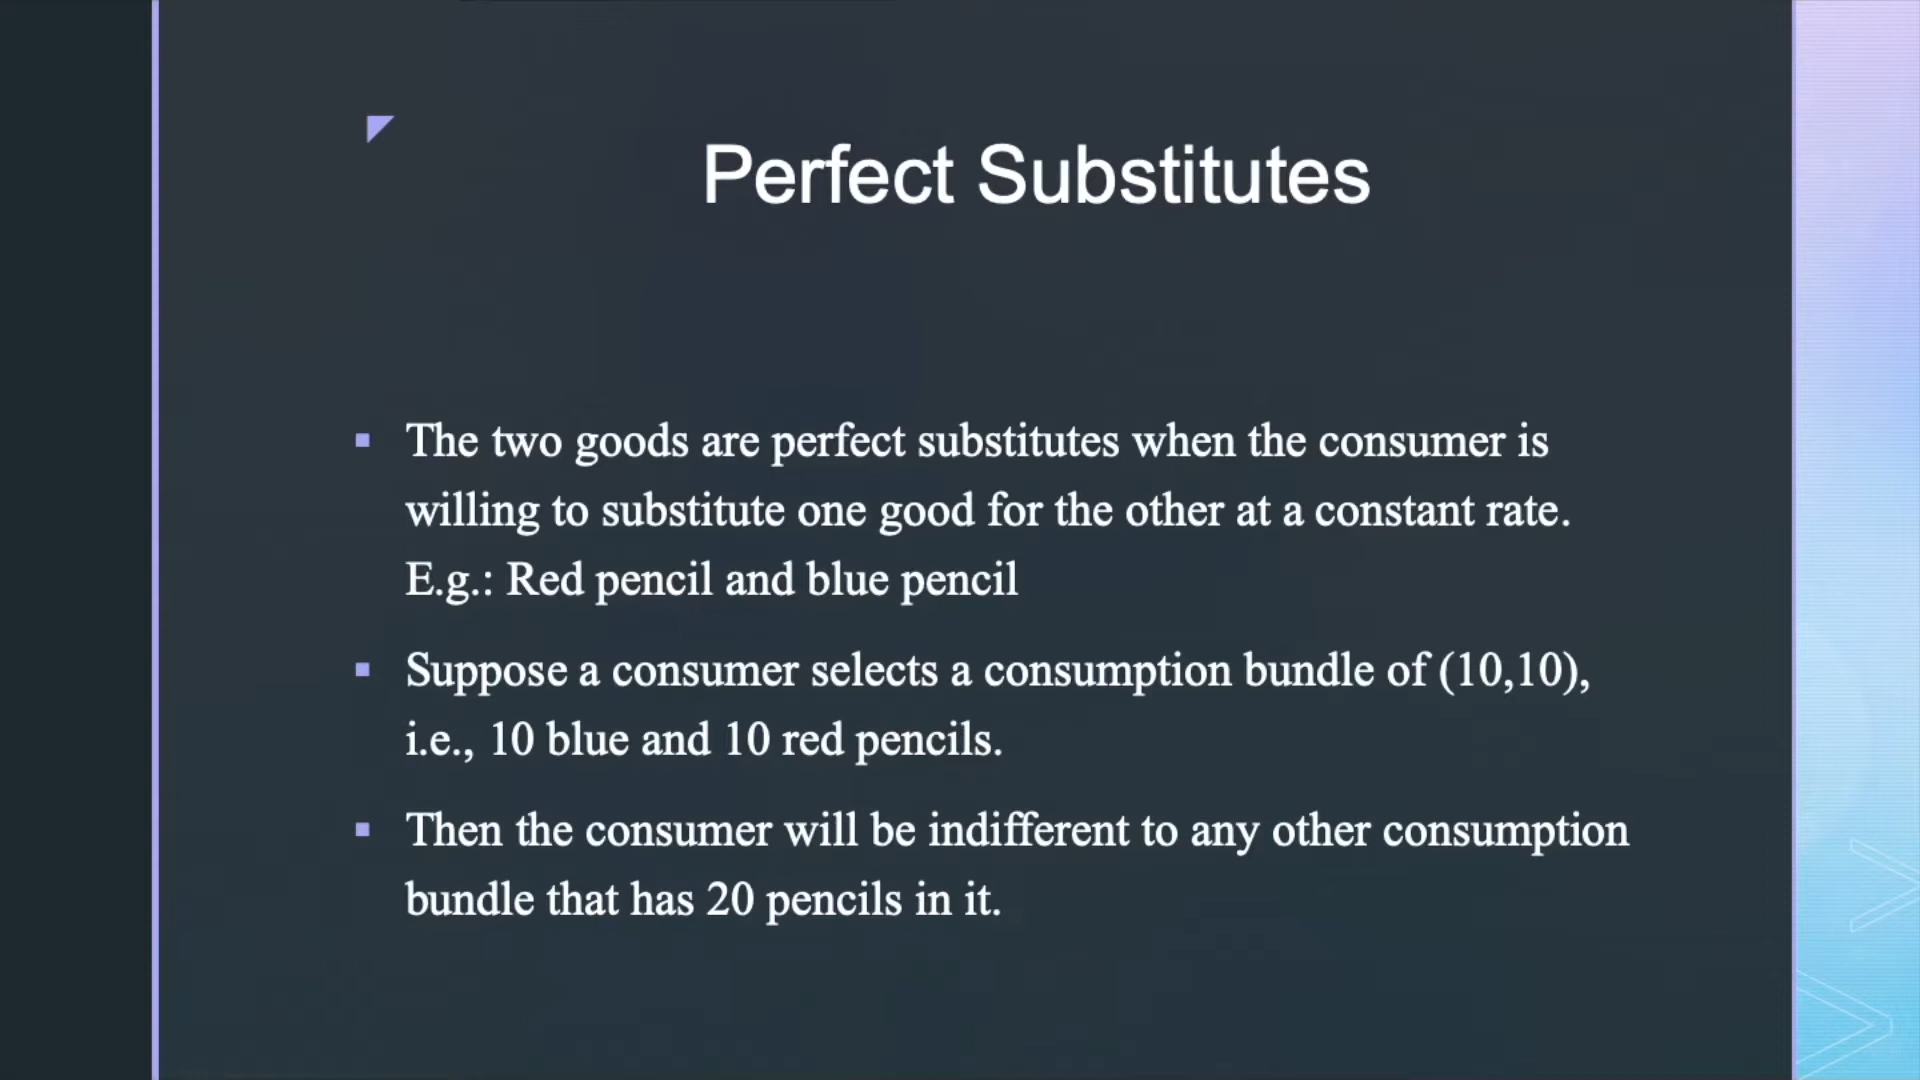 Perfect Substitutes
The two goods are perfect substitutes when the consumer is
willing to substitute one good for the other at a constant rate.
E.g.: Red pencil and blue pencil
Suppose a consumer selects a consumption bundle of (10,10),
i.e., 10 blue and 10 red pencils.
Then the consumer will be indifferent to any other consumption
bundle that has 20 pencils in it.